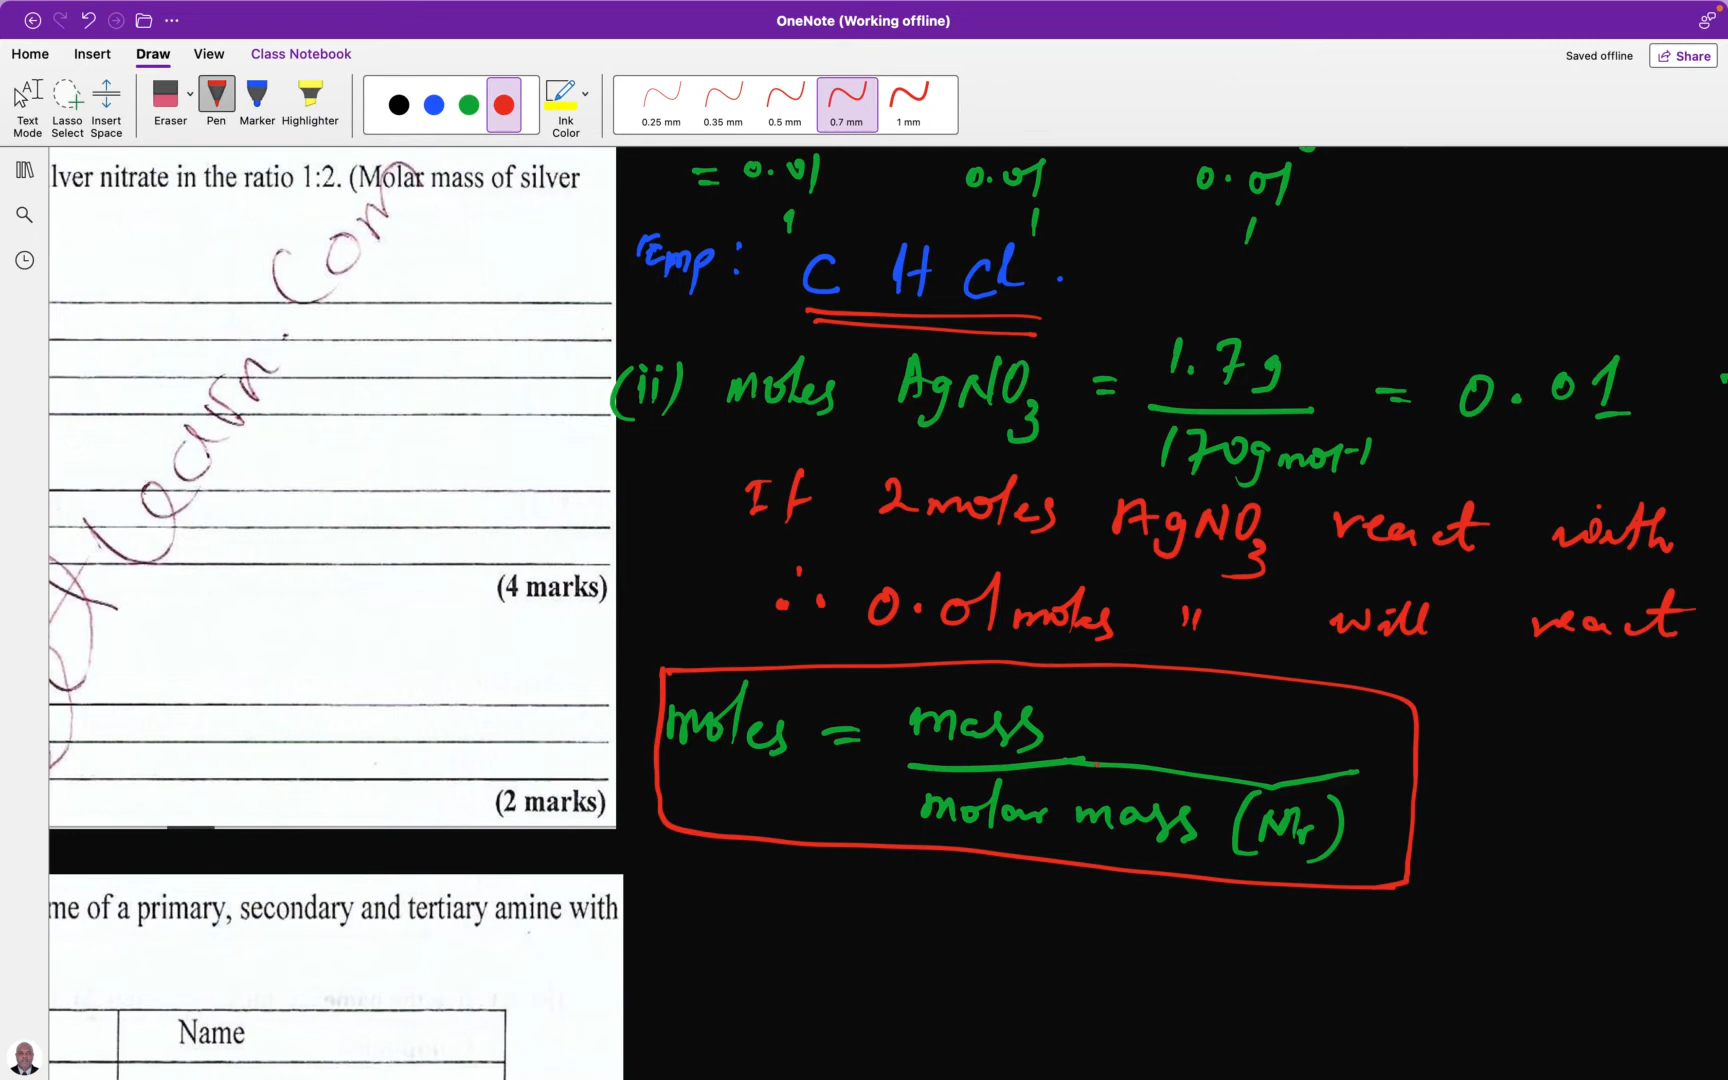 OneNote (Working offline)
Home Insert Draw View Class Notebook
Saved offline Share
Text Mode
Lasso Select
Insert Space
Eraser
Pen
Marker
Highlighter
Ink Color
0.25 mm 0.35 mm 0.5 mm 0.7 mm 1 mm
lver nitrate in the ratio 1:2. (Molar mass of silver
learn.com
(4 marks)
(2 marks)
me of a primary, secondary and tertiary amine with
Name
= 0.01 0.01 0.01
1 1 1
Emp: C H Cl.
(ii) moles AgNO3 = 1.7g / 170g mol-1 = 0.01
If 2 moles AgNO3 react with
∴ 0.01 moles " will react
moles = mass
molar mass (Mr)